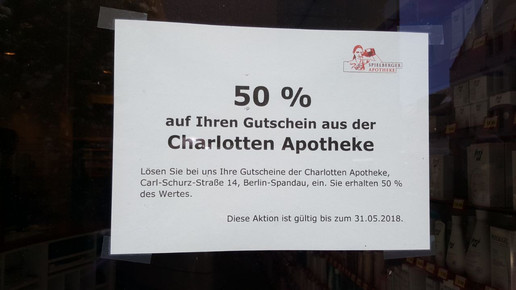 SPIELBERGER
APOTHEKE
50 %
auf Ihren Gutschein aus der
Charlotten Apotheke
Lösen Sie bei uns Ihre Gutscheine der Charlotten Apotheke,
Carl-Schurz-Straße 14, Berlin-Spandau, ein. Sie erhalten 50 %
des Wertes.
Diese Aktion ist gültig bis zum 31.05.2018.